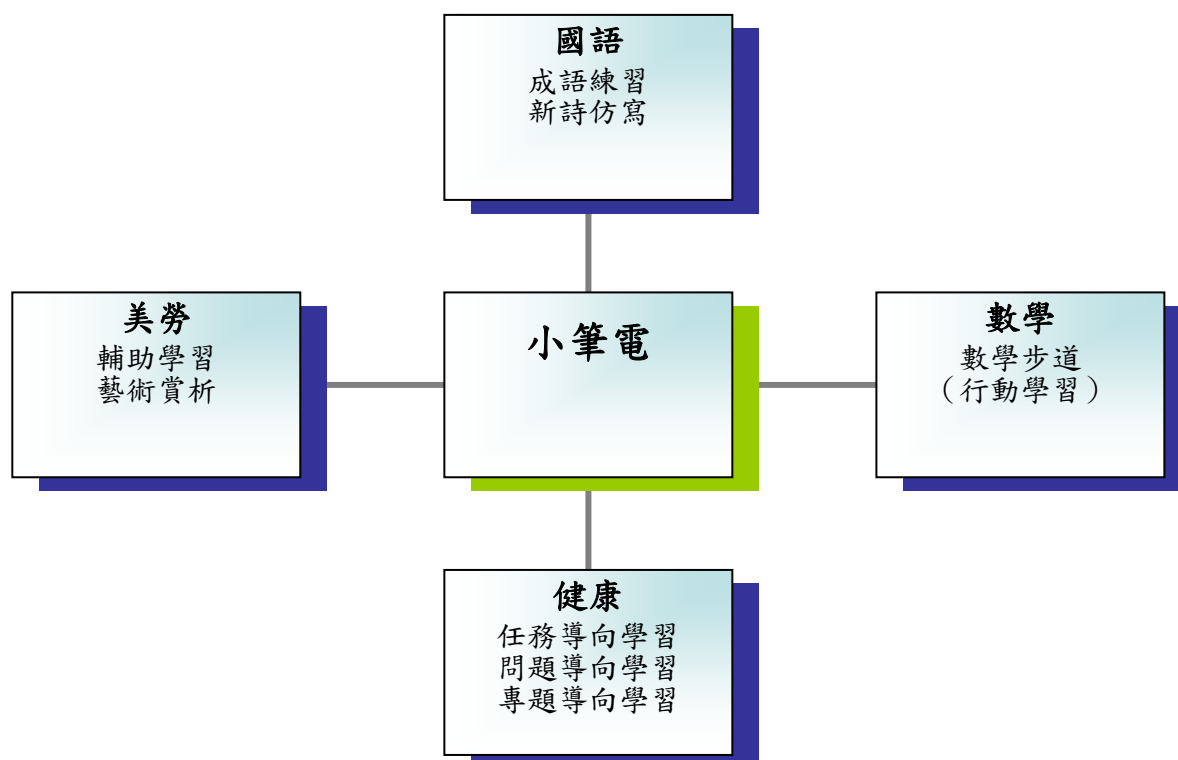 國語
成語練習
新詩仿寫
美勞
輔助學習
藝術賞析
小筆電
數學
數學步道
（行動學習）
健康
任務導向學習
問題導向學習
專題導向學習